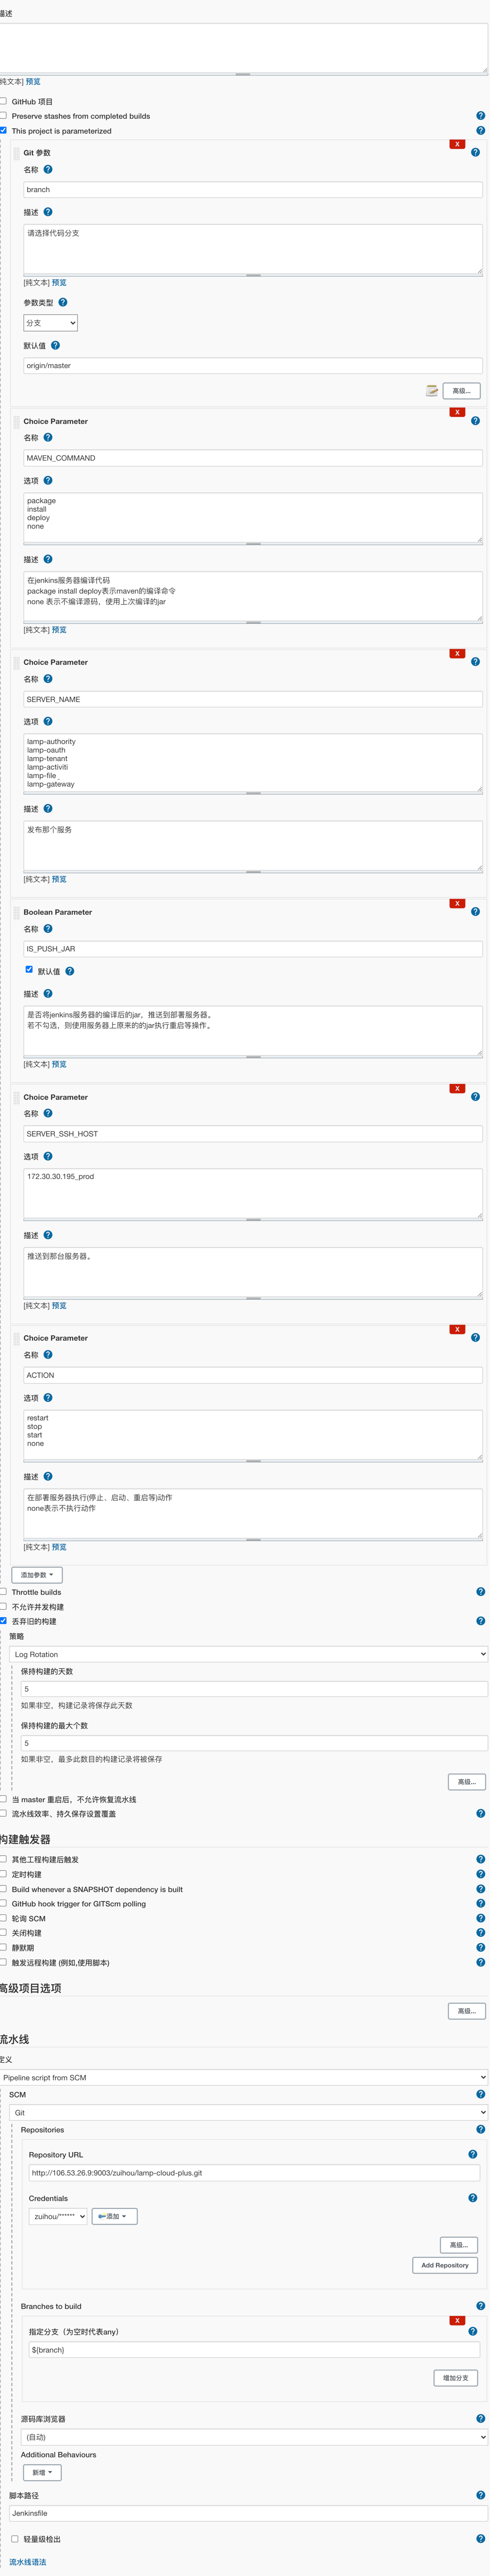 描述
[纯文本] 预览
GitHub 项目
Preserve stashes from completed builds
This project is parameterized
X
Git 参数
名称
branch
描述
请选择代码分支
[纯文本] 预览
参数类型
分支
默认值
origin/master
高级...
X
Choice Parameter
名称
MAVEN_COMMAND
选项
package
install
deploy
none
描述
在jenkins服务器编译代码
package install deploy表示maven的编译命令
none 表示不编译源码，使用上次编译的jar
[纯文本] 预览
X
Choice Parameter
名称
SERVER_NAME
选项
lamp-authority
lamp-oauth
lamp-tenant
lamp-activiti
lamp-file_
lamp-gateway
描述
发布那个服务
[纯文本] 预览
X
Boolean Parameter
名称
IS_PUSH_JAR
默认值
描述
是否将jenkins服务器的编译后的jar，推送到部署服务器。
若不勾选，则使用服务器上原来的的jar执行重启等操作。
[纯文本] 预览
X
Choice Parameter
名称
SERVER_SSH_HOST
选项
172.30.30.195_prod
描述
推送到那台服务器。
[纯文本] 预览
X
Choice Parameter
名称
ACTION
选项
restart
stop
start
none
描述
在部署服务器执行(停止、启动、重启等)动作
none表示不执行动作
[纯文本] 预览
添加参数
Throttle builds
不允许并发构建
丢弃旧的构建
策略
Log Rotation
保持构建的天数
5
如果非空，构建记录将保存此天数
保持构建的最大个数
5
如果非空，最多此数目的构建记录将被保存
高级...
当 master 重启后，不允许恢复流水线
流水线效率、持久保存设置覆盖
构建触发器
其他工程构建后触发
定时构建
Build whenever a SNAPSHOT dependency is built
GitHub hook trigger for GITScm polling
轮询 SCM
关闭构建
静默期
触发远程构建 (例如,使用脚本)
高级项目选项
高级...
流水线
定义
Pipeline script from SCM
SCM
Git
Repositories
Repository URL
http://106.53.26.9:9003/zuihou/lamp-cloud-plus.git
Credentials
zuihou/******
添加
高级...
Add Repository
Branches to build
X
指定分支（为空时代表any）
${branch}
增加分支
源码库浏览器
(自动)
Additional Behaviours
新增
脚本路径
Jenkinsfile
轻量级检出
流水线语法